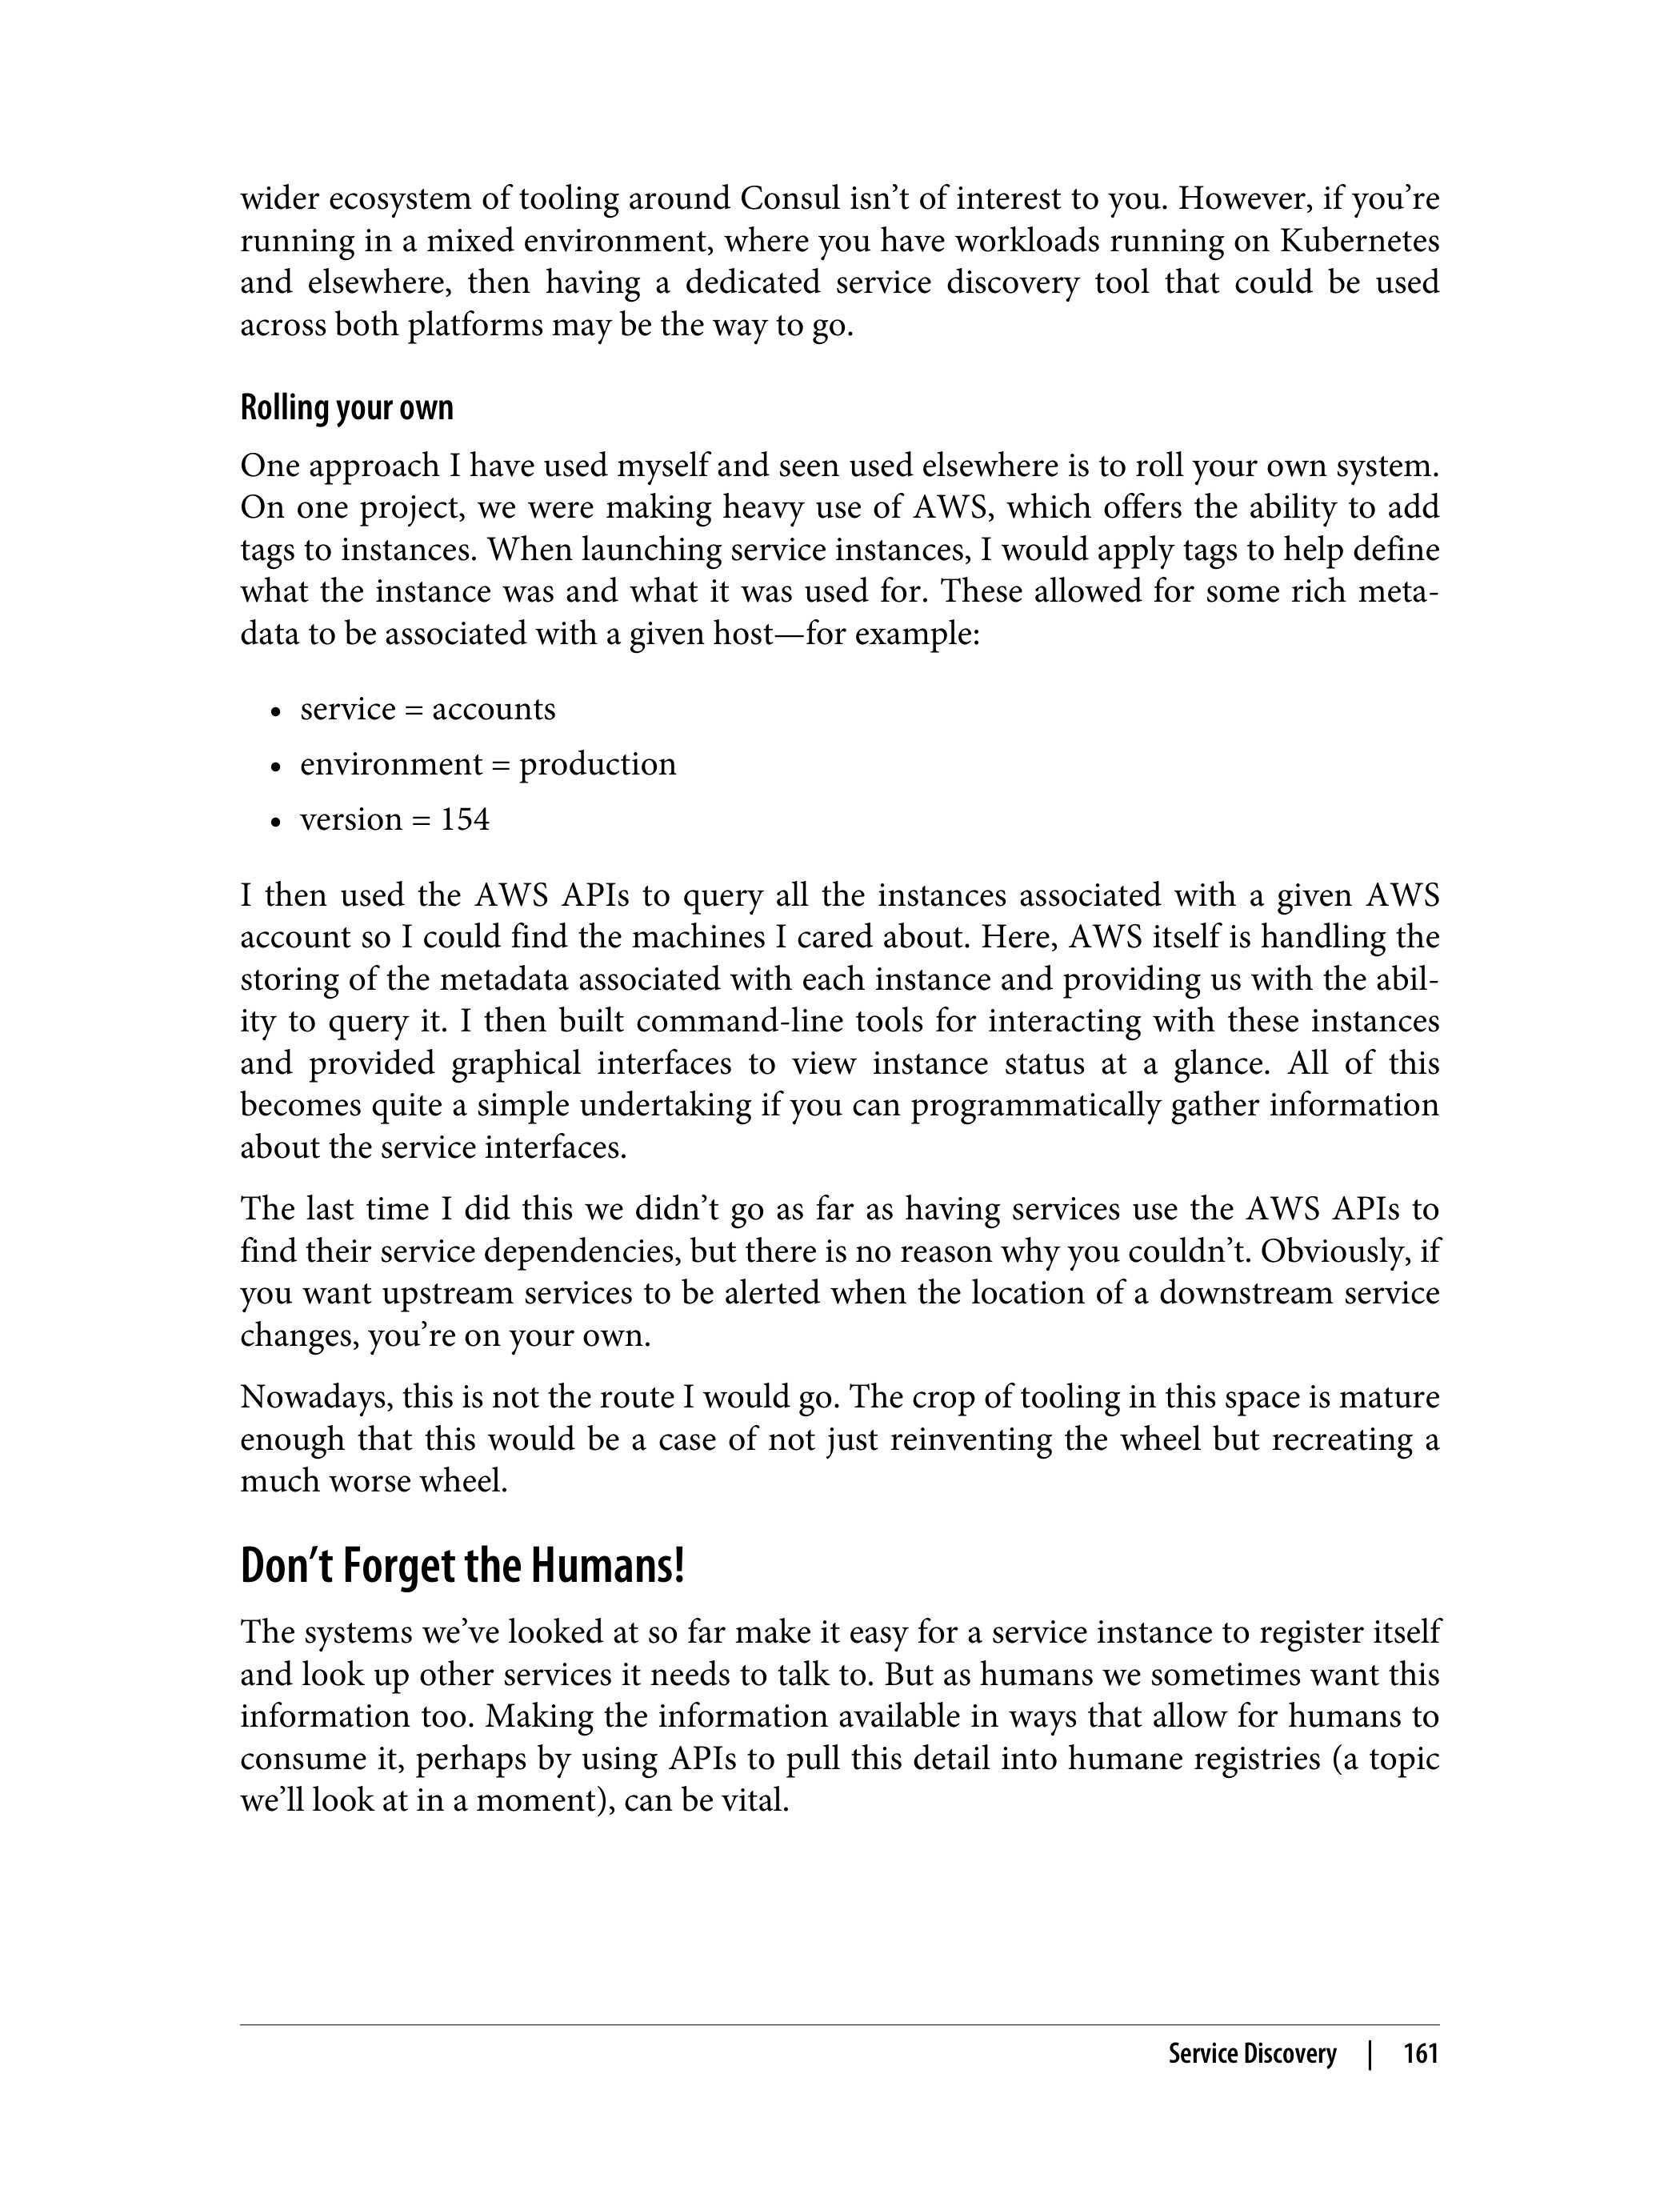 wider ecosystem of tooling around Consul isn’t of interest to you. However, if you’re
running in a mixed environment, where you have workloads running on Kubernetes
and elsewhere, then having a dedicated service discovery tool that could be used
across both platforms may be the way to go.
Rolling your own
One approach I have used myself and seen used elsewhere is to roll your own system.
On one project, we were making heavy use of AWS, which offers the ability to add
tags to instances. When launching service instances, I would apply tags to help define
what the instance was and what it was used for. These allowed for some rich meta-
data to be associated with a given host—for example:
• service = accounts
• environment = production
• version = 154
I then used the AWS APIs to query all the instances associated with a given AWS
account so I could find the machines I cared about. Here, AWS itself is handling the
storing of the metadata associated with each instance and providing us with the abil-
ity to query it. I then built command-line tools for interacting with these instances
and provided graphical interfaces to view instance status at a glance. All of this
becomes quite a simple undertaking if you can programmatically gather information
about the service interfaces.
The last time I did this we didn’t go as far as having services use the AWS APIs to
find their service dependencies, but there is no reason why you couldn’t. Obviously, if
you want upstream services to be alerted when the location of a downstream service
changes, you’re on your own.
Nowadays, this is not the route I would go. The crop of tooling in this space is mature
enough that this would be a case of not just reinventing the wheel but recreating a
much worse wheel.
Don’t Forget the Humans!
The systems we’ve looked at so far make it easy for a service instance to register itself
and look up other services it needs to talk to. But as humans we sometimes want this
information too. Making the information available in ways that allow for humans to
consume it, perhaps by using APIs to pull this detail into humane registries (a topic
we’ll look at in a moment), can be vital.
Service Discovery | 161